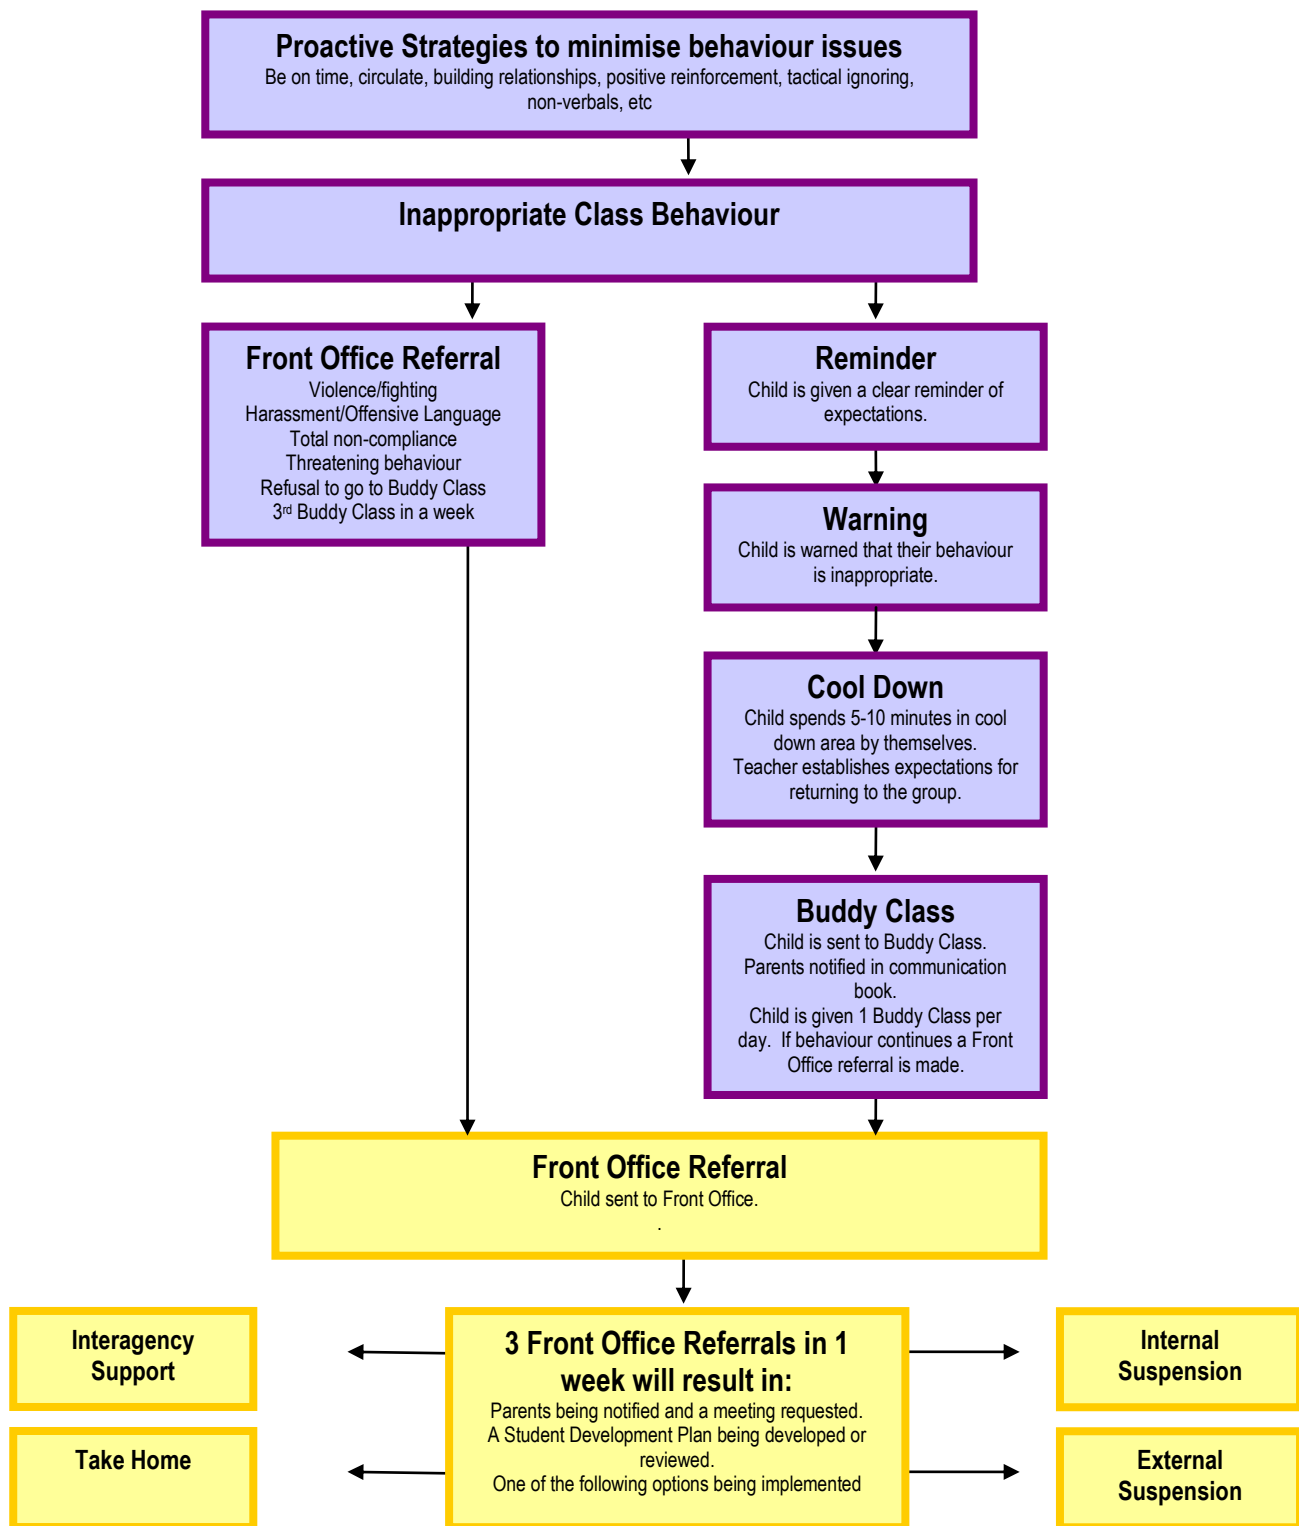 Proactive Strategies to minimise behaviour issues
Be on time, circulate, building relationships, positive reinforcement, tactical ignoring,
non-verbals, etc
Inappropriate Class Behaviour
Front Office Referral
Violence/fighting
Harassment/Offensive Language
Total non-compliance
Threatening behaviour
Refusal to go to Buddy Class
3rd Buddy Class in a week
Reminder
Child is given a clear reminder of
expectations.
Warning
Child is warned that their behaviour
is inappropriate.
Cool Down
Child spends 5-10 minutes in cool
down area by themselves.
Teacher establishes expectations for
returning to the group.
Buddy Class
Child is sent to Buddy Class.
Parents notified in communication
book.
Child is given 1 Buddy Class per
day.  If behaviour continues a Front
Office referral is made.
Front Office Referral
Child sent to Front Office.
.
Interagency
Support
Take Home
3 Front Office Referrals in 1
week will result in:
Parents being notified and a meeting requested.
A Student Development Plan being developed or
reviewed.
One of the following options being implemented
Internal
Suspension
External
Suspension